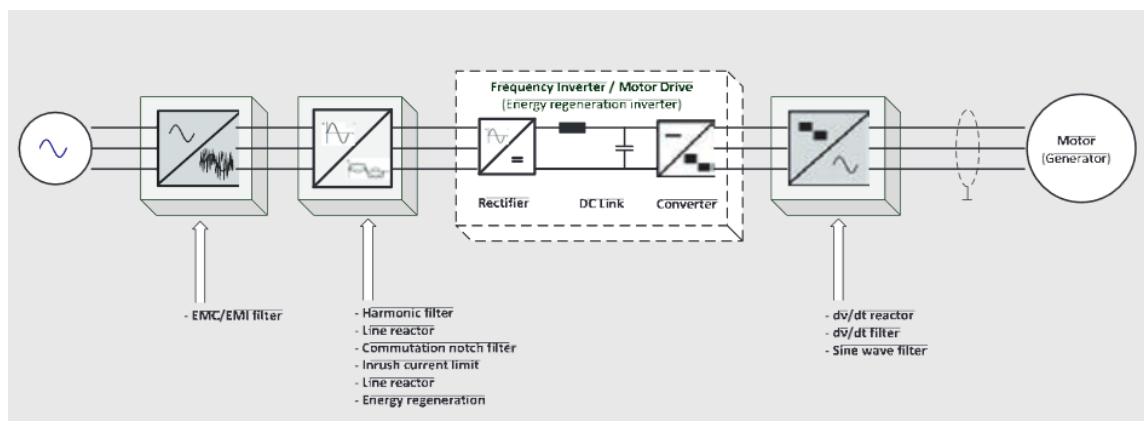 Frequency Inverter / Motor Drive
(Energy regeneration inverter)
Rectifier
DC Link
Converter
Motor
(Generator)
- EMC/EMI filter
- Harmonic filter
- Line reactor
- Commutation notch filter
- Inrush current limit
- Line reactor
- Energy regeneration
- dv/dt reactor
- dv/dt filter
- Sine wave filter